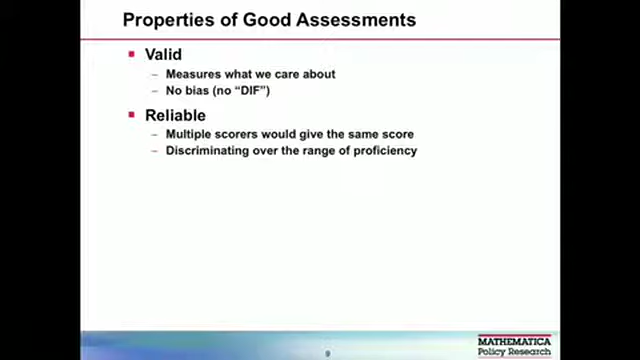 Properties of Good Assessments
▪ Valid
– Measures what we care about
– No bias (no “DIF”)
▪ Reliable
– Multiple scorers would give the same score
– Discriminating over the range of proficiency
9
MATHEMATICA
Policy Research